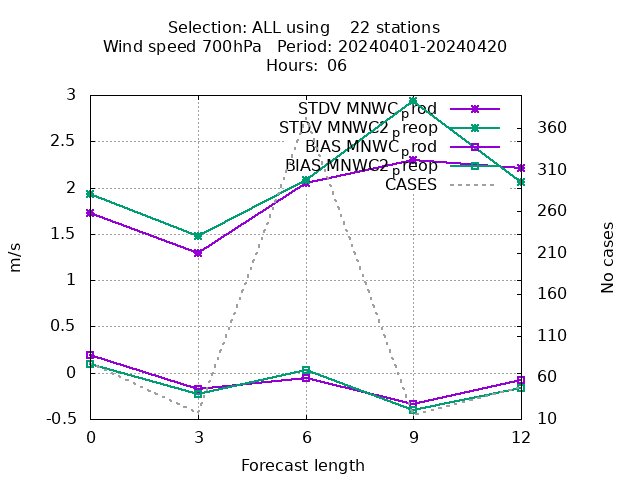 Selection: ALL using    22 stations
Wind speed 700hPa   Period: 20240401-20240420
Hours: 06
STDV MNWC_prod
STDV MNWC2_preop
BIAS MNWC_prod
BIAS MNWC2_preop
CASES
3
2.5
2
1.5
1
0.5
0
-0.5
m/s
360
310
260
210
160
110
60
10
No cases
0 3 6 9 12
Forecast length